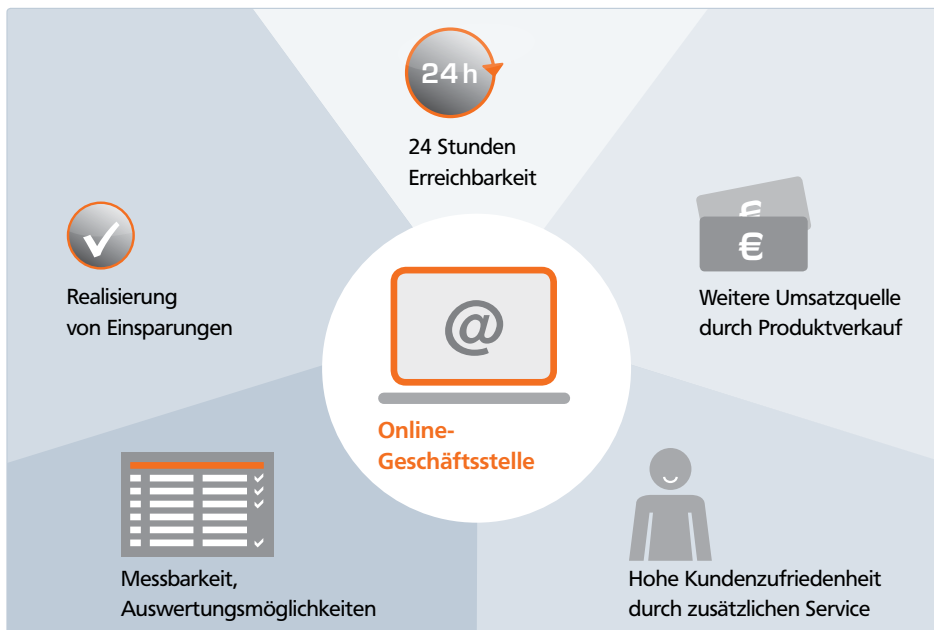 24 h
24 Stunden
Erreichbarkeit
€
€
Weitere Umsatzquelle
durch Produktverkauf
Realisierung
von Einsparungen
@
Online-
Geschäftsstelle
Messbarkeit,
Auswertungsmöglichkeiten
Hohe Kundenzufriedenheit
durch zusätzlichen Service